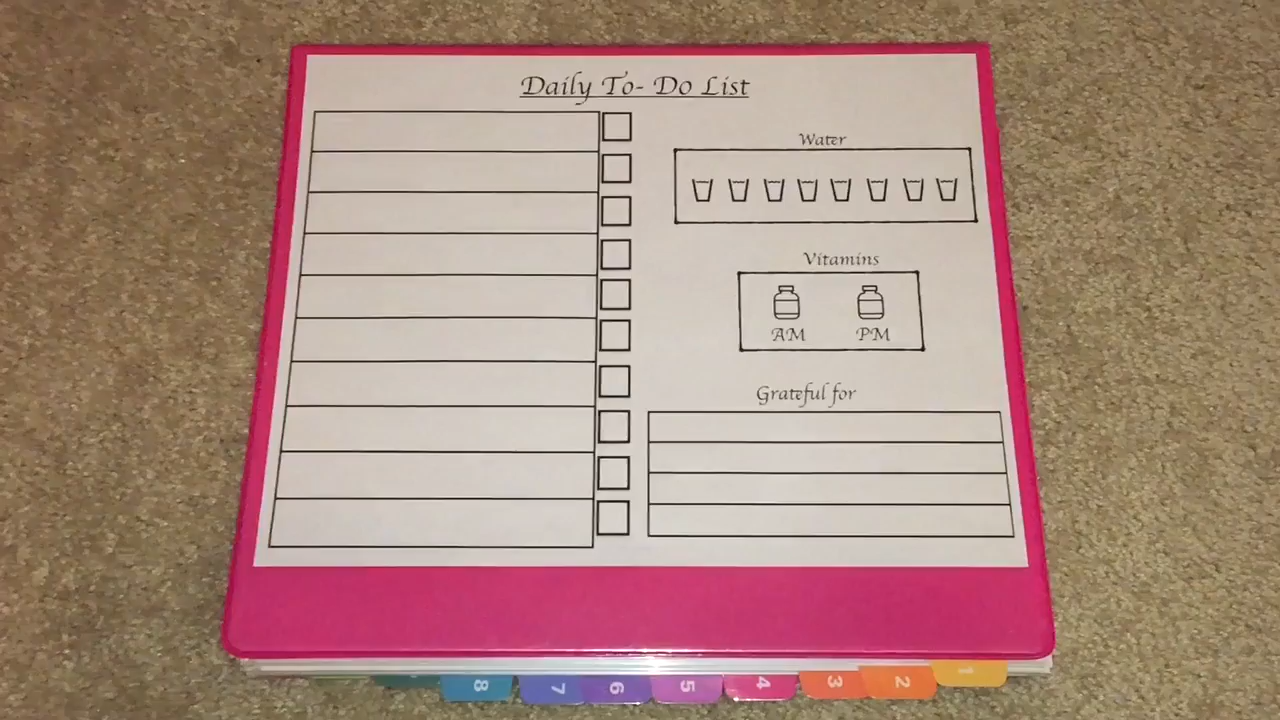 Daily To- Do List
Water
Vitamins
AM PM
Grateful for
8 7 6 5 4 3 2 1